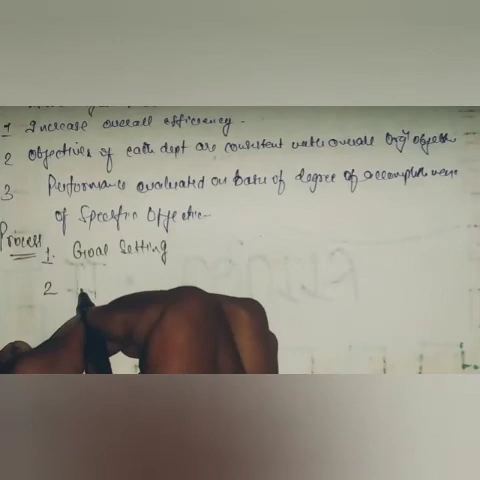 1 Increase overall efficiency.
2 Objectives of each dept are consistent with overall Orgn objectiv
3 Performance evaluated on basis of degree of accomplishment
of Specific Objective
Process 1. Goal Setting
2